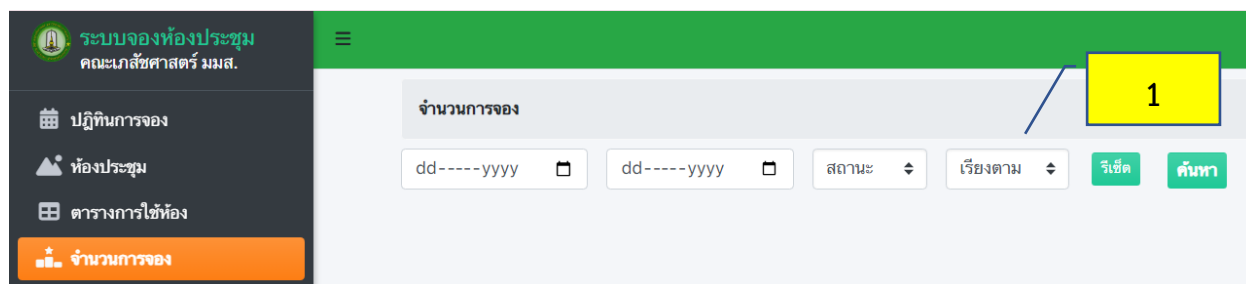 ระบบจองห้องประชุม
คณะเภสัชศาสตร์ มมส.
ปฏิทินการจอง
ห้องประชุม
ตารางการใช้ห้อง
จำนวนการจอง
จำนวนการจอง
1
dd-----yyyy dd-----yyyy สถานะ เรียงตาม รีเซ็ต ค้นหา